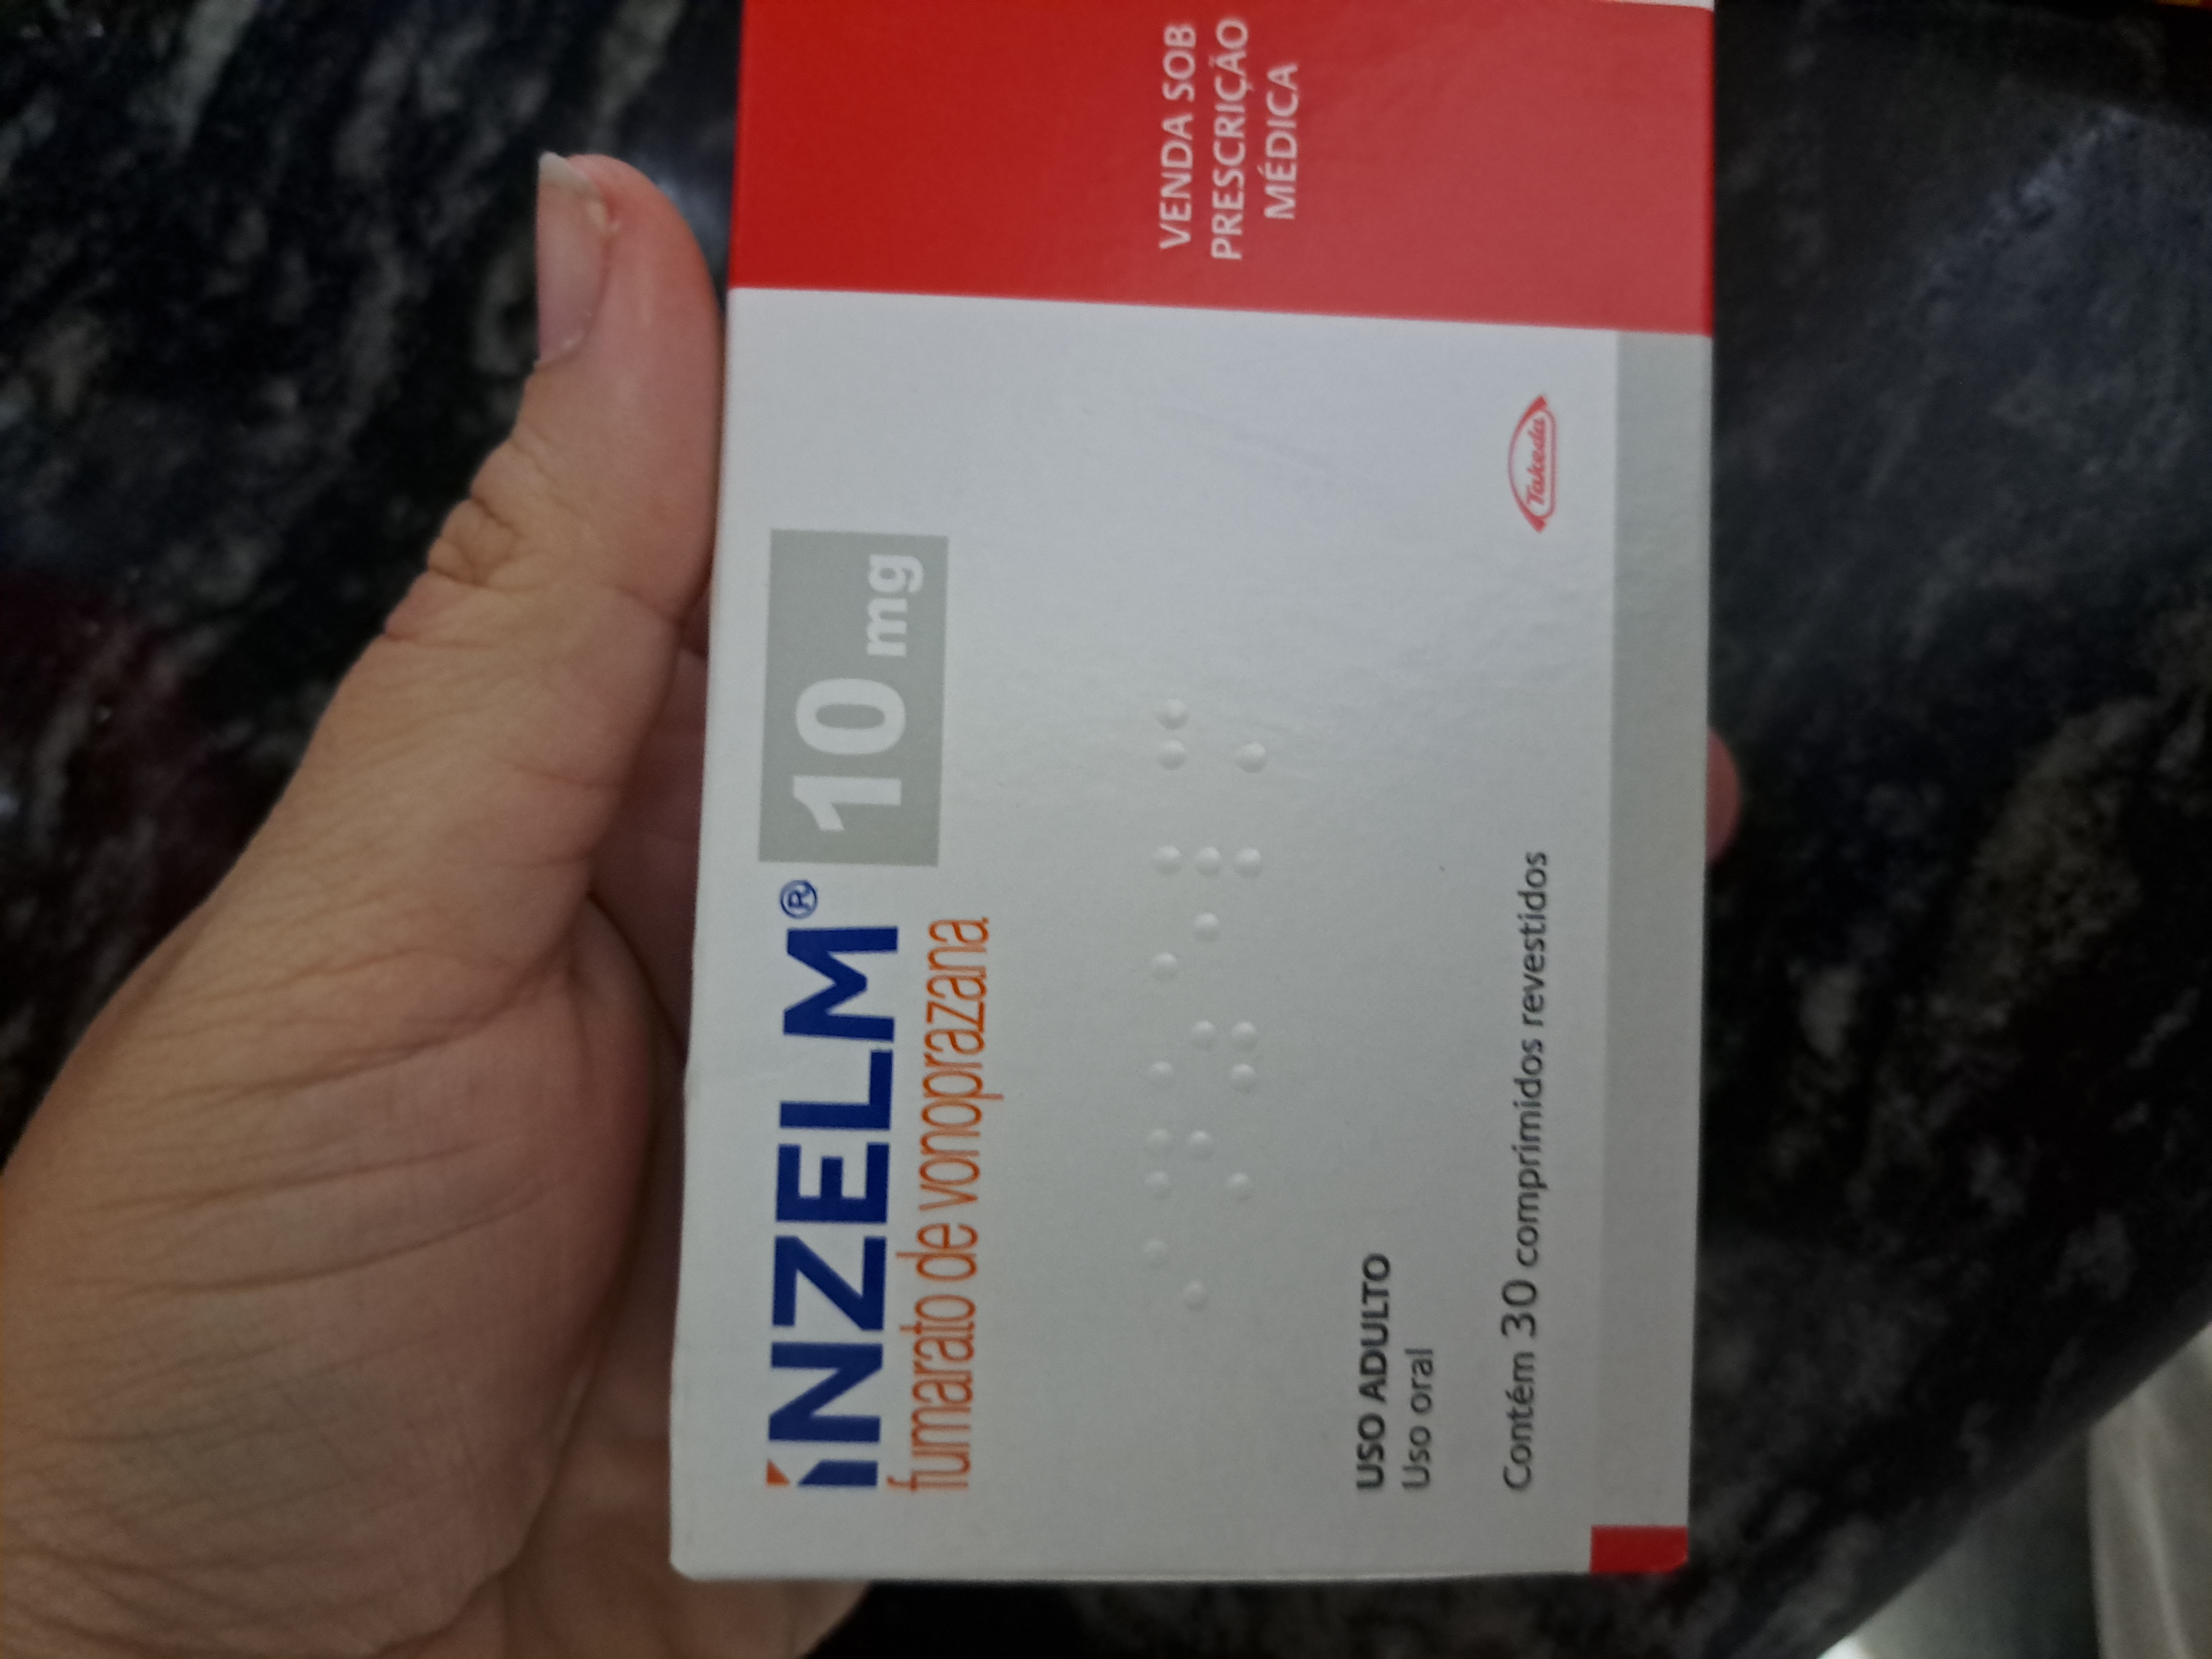 iNZELM® 10 mg
fumarato de vonoprazana
⠊⠝⠵⠑⠇⠍
USO ADULTO
Uso oral
Contém 30 comprimidos revestidos
Takeda
VENDA SOB
PRESCRIÇÃO
MÉDICA